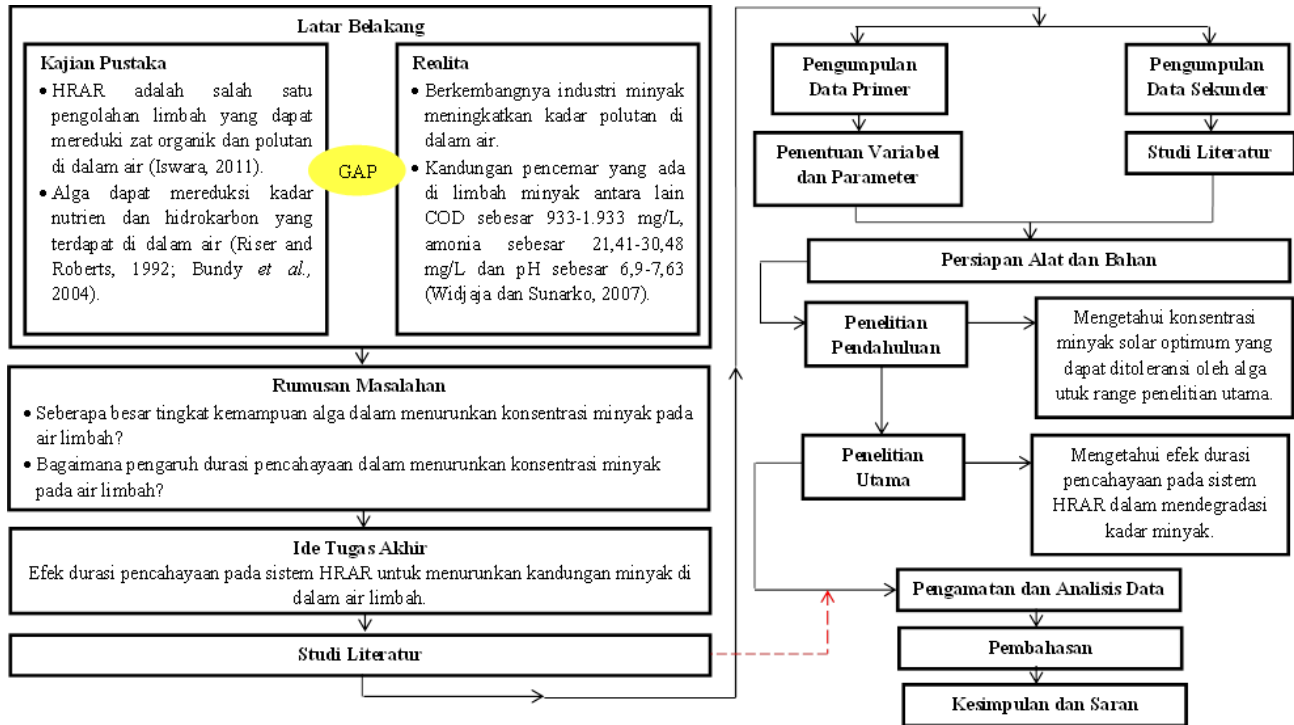 Latar Belakang
Kajian Pustaka
• HRAR adalah salah satu
pengolahan limbah yang dapat
mereduki zat organik dan polutan
di dalam air (Iswara, 2011).
• Alga dapat mereduksi kadar
nutrien dan hidrokarbon yang
terdapat di dalam air (Riser and
Roberts, 1992; Bundy et al.,
2004).
GAP
Realita
• Berkembangnya industri minyak
meningkatkan kadar polutan di
dalam air.
• Kandungan pencemar yang ada
di limbah minyak antara lain
COD sebesar 933-1.933 mg/L,
amonia sebesar 21,41-30,48
mg/L dan pH sebesar 6,9-7,63
(Widjaja dan Sunarko, 2007).
Rumusan Masalahan
• Seberapa besar tingkat kemampuan alga dalam menurunkan konsentrasi minyak pada
air limbah?
• Bagaimana pengaruh durasi pencahayaan dalam menurunkan konsentrasi minyak
pada air limbah?
Ide Tugas Akhir
Efek durasi pencahayaan pada sistem HRAR untuk menurunkan kandungan minyak di
dalam air limbah.
Studi Literatur
Pengumpulan
Data Primer
Pengumpulan
Data Sekunder
Penentuan Variabel
dan Parameter
Studi Literatur
Persiapan Alat dan Bahan
Penelitian
Pendahuluan
Mengetahui konsentrasi
minyak solar optimum yang
dapat ditoleransi oleh alga
utuk range penelitian utama.
Penelitian
Utama
Mengetahui efek durasi
pencahayaan pada sistem
HRAR dalam mendegradasi
kadar minyak.
Pengamatan dan Analisis Data
Pembahasan
Kesimpulan dan Saran